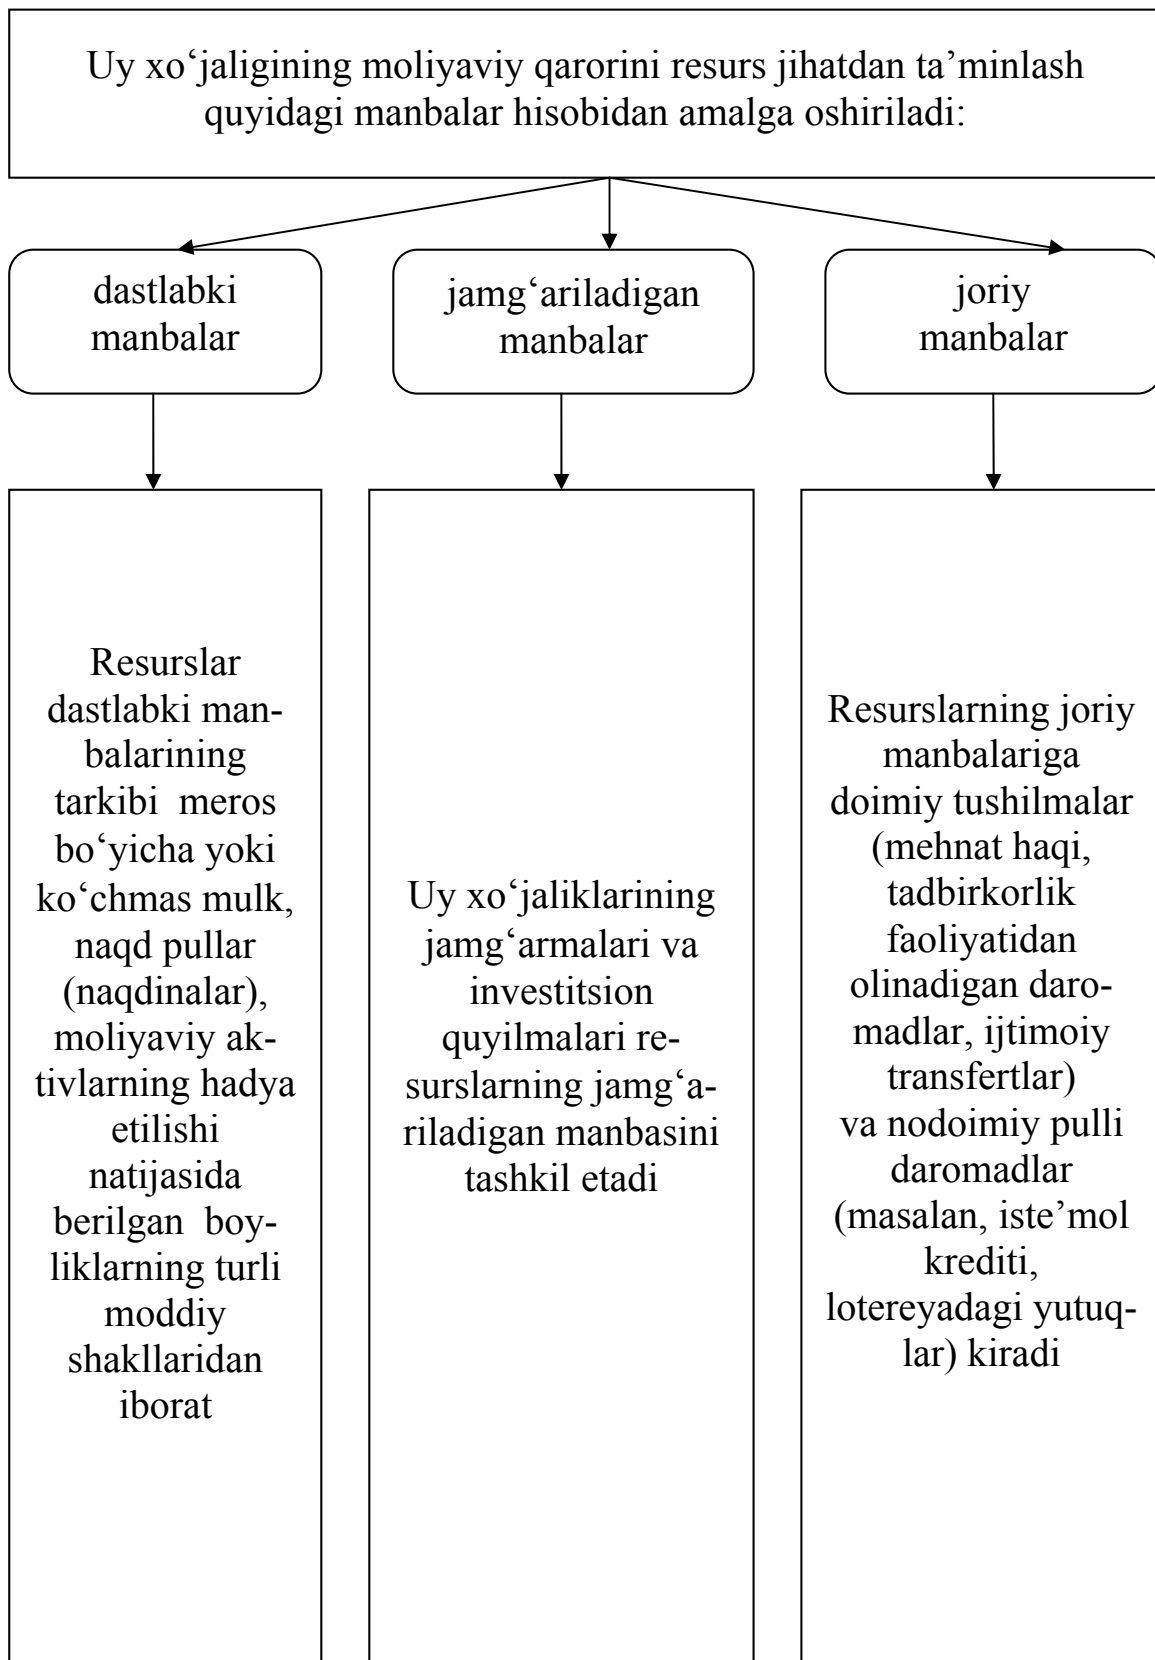 Uy xo‘jaligining moliyaviy qarorini resurs jihatdan ta’minlash
quyidagi manbalar hisobidan amalga oshiriladi:
dastlabki
manbalar
jamg‘ariladigan
manbalar
joriy
manbalar
Resurslar
dastlabki man-
balarining
tarkibi meros
bo‘yicha yoki
ko‘chmas mulk,
naqd pullar
(naqdinalar),
moliyaviy ak-
tivlarning hadya
etilishi
natijasida
berilgan boy-
liklarning turli
moddiy
shakllaridan
iborat
Uy xo‘jaliklarining
jamg‘armalari va
investitsion
quyilmalari re-
surslarning jamg‘a-
riladigan manbasini
tashkil etadi
Resurslarning joriy
manbalariga
doimiy tushilmalar
(mehnat haqi,
tadbirkorlik
faoliyatidan
olinadigan daro-
madlar, ijtimoiy
transfertlar)
va nodoimiy pulli
daromadlar
(masalan, iste’mol
krediti,
lotereyadagi yutuq-
lar) kiradi